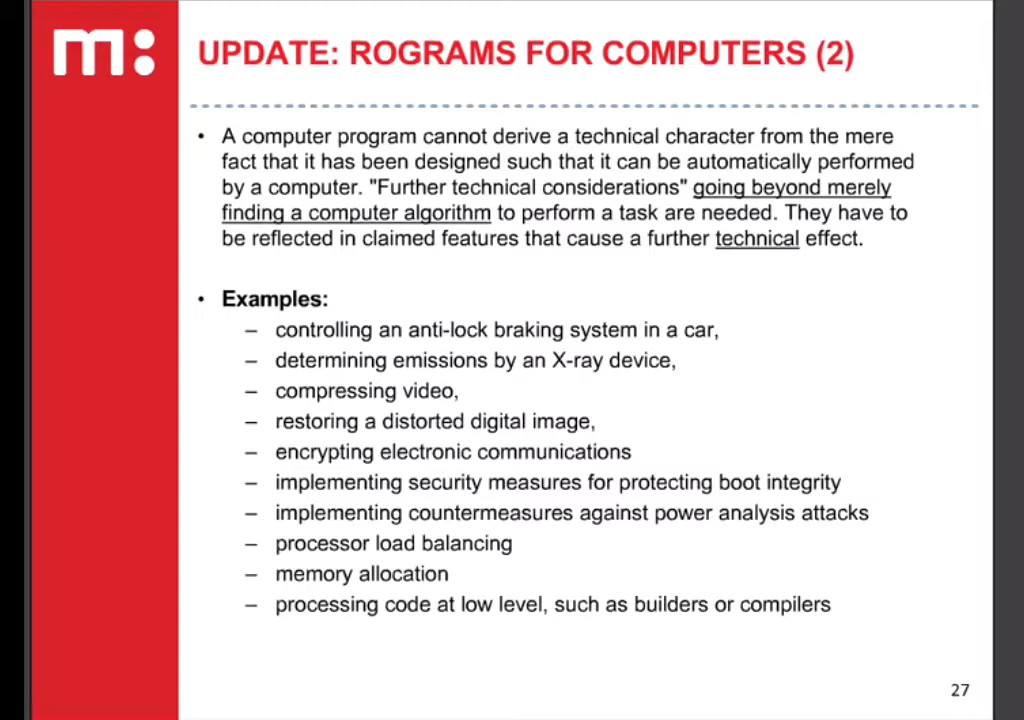 m:
UPDATE: ROGRAMS FOR COMPUTERS (2)
• A computer program cannot derive a technical character from the mere
fact that it has been designed such that it can be automatically performed
by a computer. "Further technical considerations" going beyond merely
finding a computer algorithm to perform a task are needed. They have to
be reflected in claimed features that cause a further technical effect.
• Examples:
– controlling an anti-lock braking system in a car,
– determining emissions by an X-ray device,
– compressing video,
– restoring a distorted digital image,
– encrypting electronic communications
– implementing security measures for protecting boot integrity
– implementing countermeasures against power analysis attacks
– processor load balancing
– memory allocation
– processing code at low level, such as builders or compilers
27